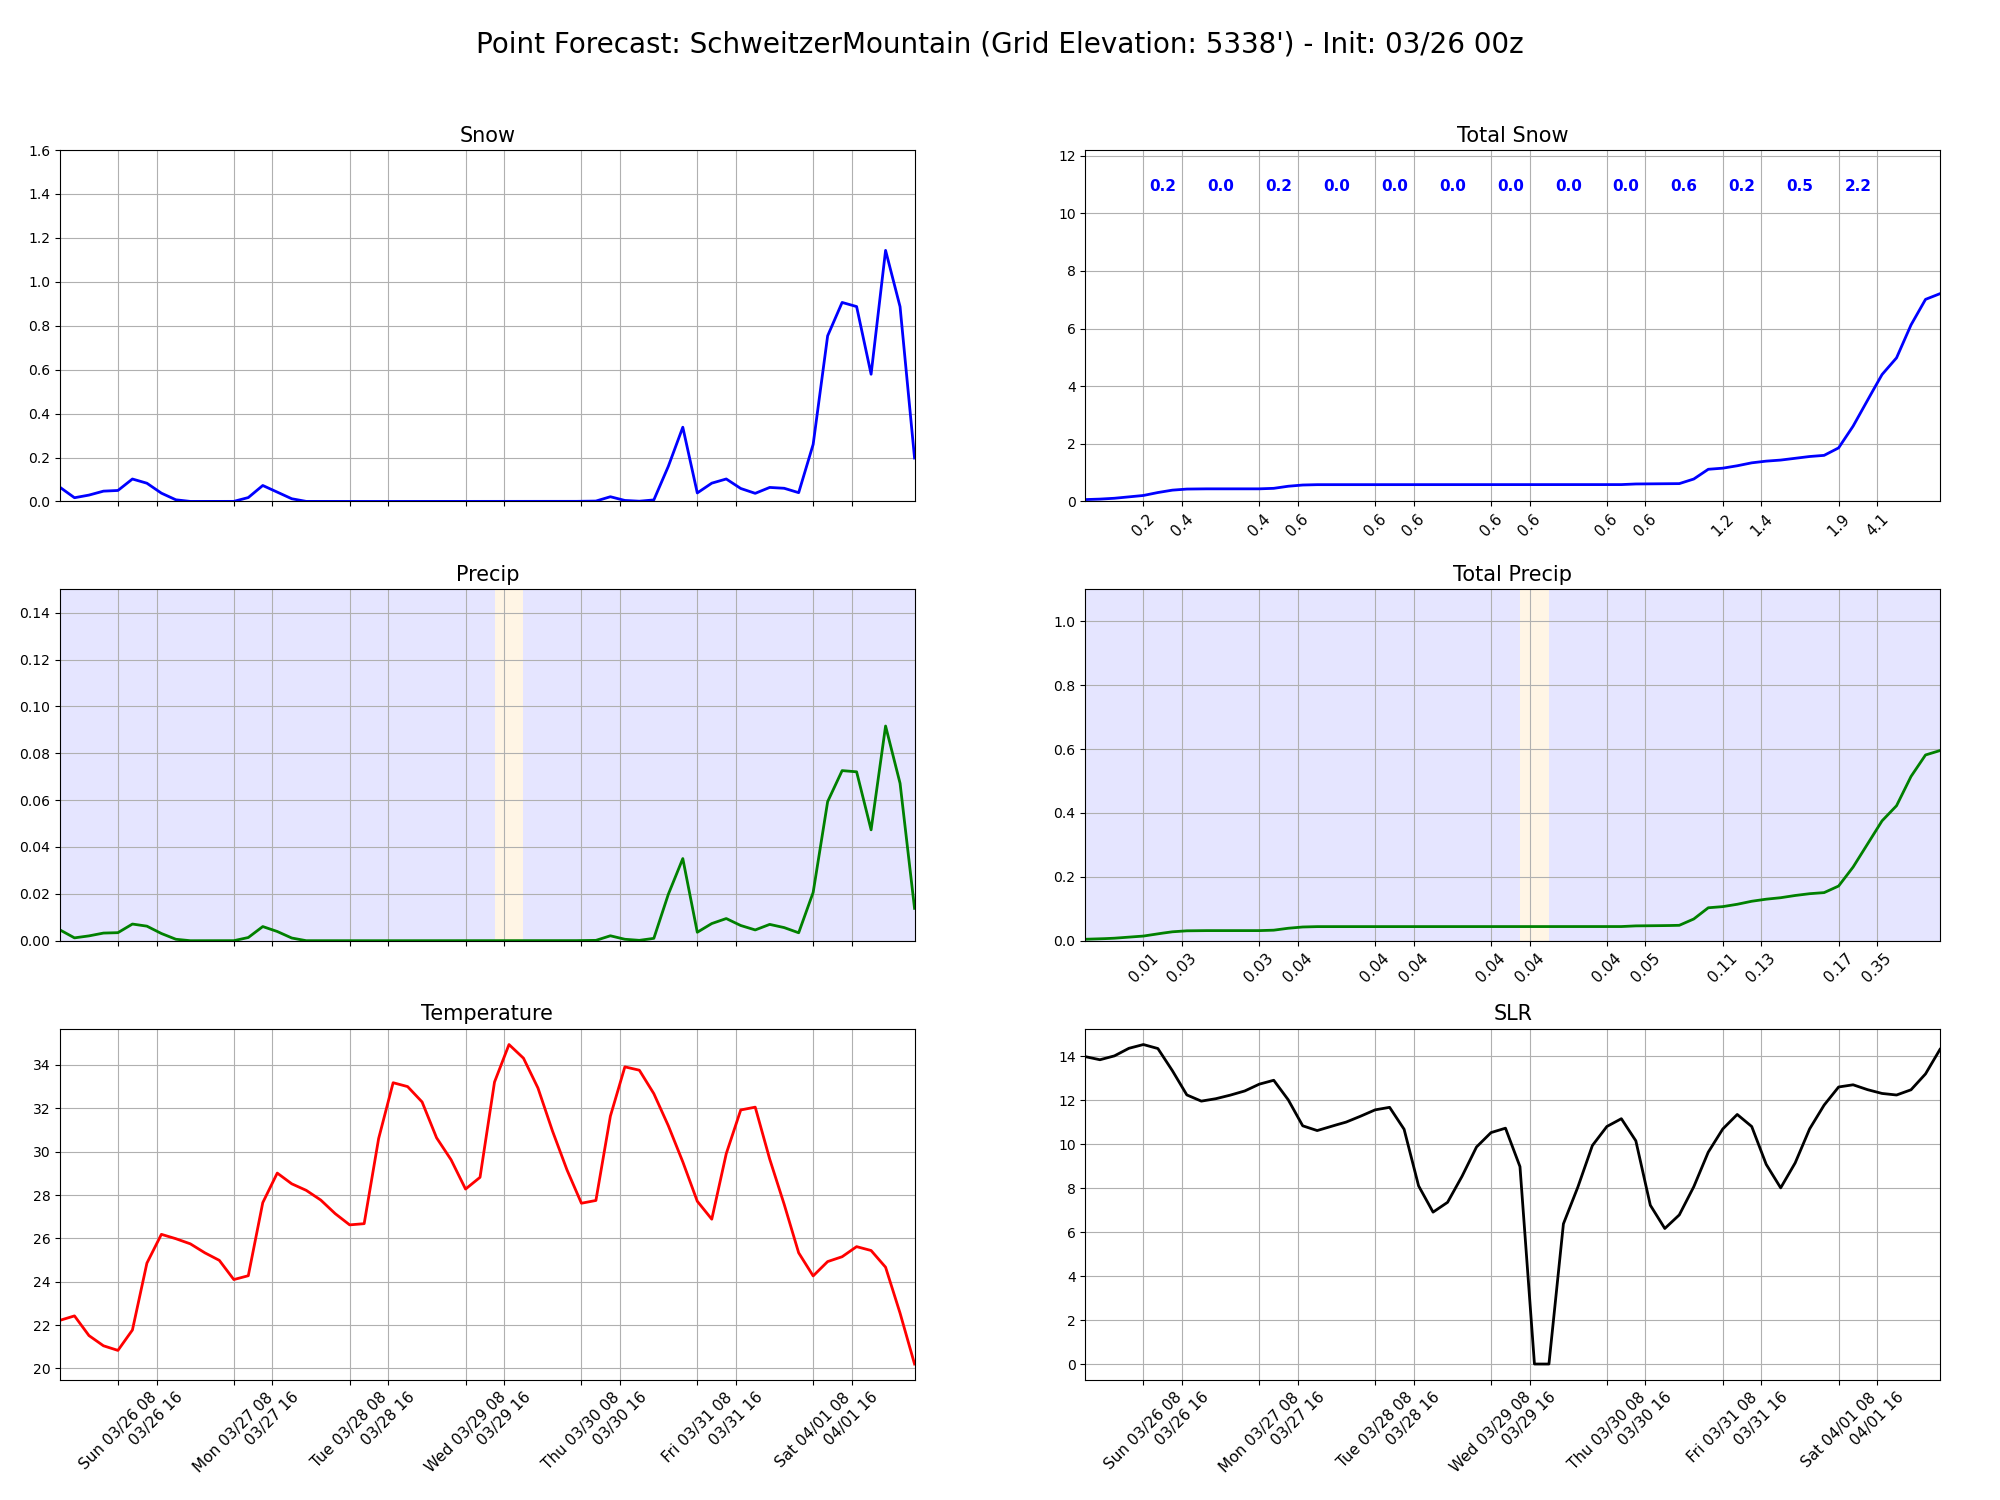 Point Forecast: SchweitzerMountain (Grid Elevation: 5338') - Init: 03/26 00z
Snow
1.6
1.4
1.2
1.0
0.8
0.6
0.4
0.2
0.0
Total Snow
12
10
8
6
4
2
0
0.2 0.0 0.2 0.0 0.0 0.0 0.0 0.0 0.0 0.6 0.2 0.5 2.2
0.2 0.4 0.4 0.6 0.6 0.6 0.6 0.6 0.6 0.6 1.2 1.4 1.9 4.1
Precip
0.14
0.12
0.10
0.08
0.06
0.04
0.02
0.00
Total Precip
1.0
0.8
0.6
0.4
0.2
0.0
0.01 0.03 0.03 0.04 0.04 0.04 0.04 0.04 0.04 0.05 0.11 0.13 0.17 0.35
Temperature
34
32
30
28
26
24
22
20
Sun 03/26 08
03/26 16
Mon 03/27 08
03/27 16
Tue 03/28 08
03/28 16
Wed 03/29 08
03/29 16
Thu 03/30 08
03/30 16
Fri 03/31 08
03/31 16
Sat 04/01 08
04/01 16
SLR
14
12
10
8
6
4
2
0
Sun 03/26 08
03/26 16
Mon 03/27 08
03/27 16
Tue 03/28 08
03/28 16
Wed 03/29 08
03/29 16
Thu 03/30 08
03/30 16
Fri 03/31 08
03/31 16
Sat 04/01 08
04/01 16